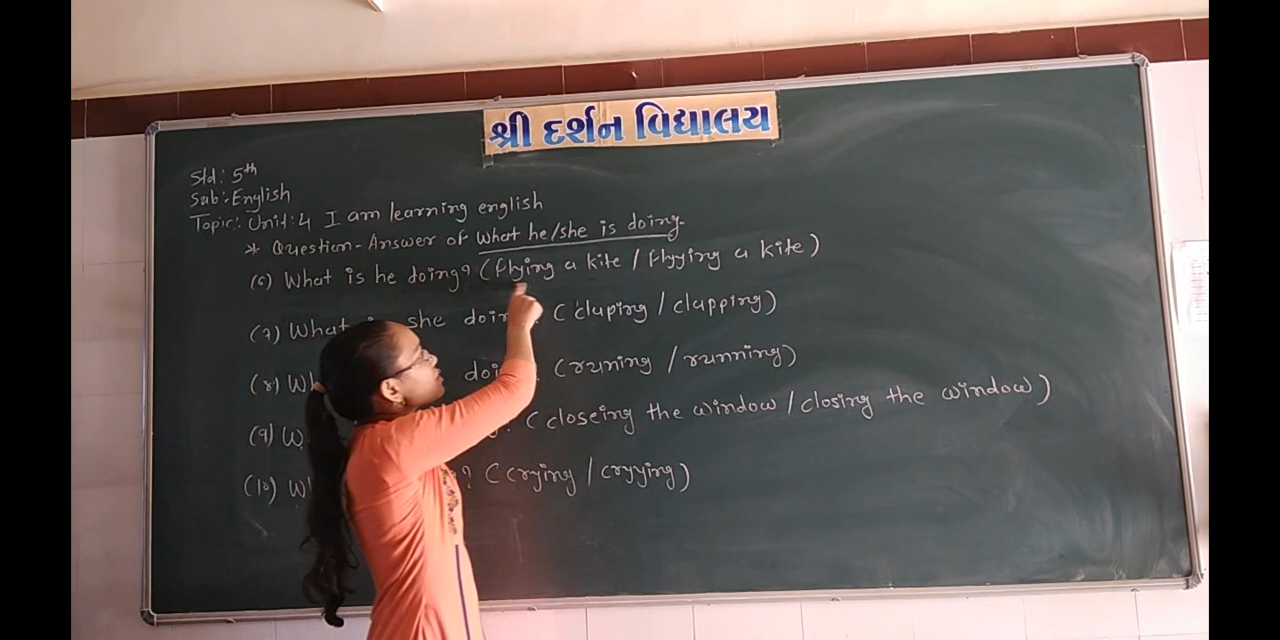 શ્રી દર્શન વિદ્યાલય
Std: 5th
Sub: English
Topic: Unit: 4 I am learning english
* Question-Answer of What he/she is doing.
(6) What is he doing? (flying a kite / flyying a kite)
(7) What she doing (claping / clapping)
(8) doing (runing / running)
(9) (closeing the window / closing the window)
(10) ? (crying / cryying)